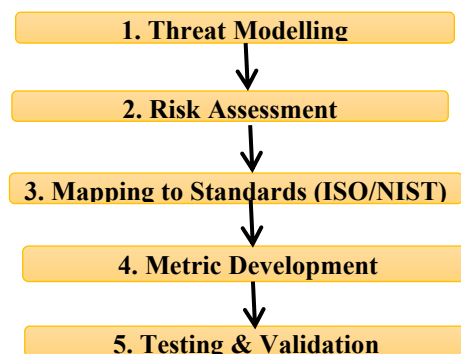 1. Threat Modelling
2. Risk Assessment
3. Mapping to Standards (ISO/NIST)
4. Metric Development
5. Testing & Validation